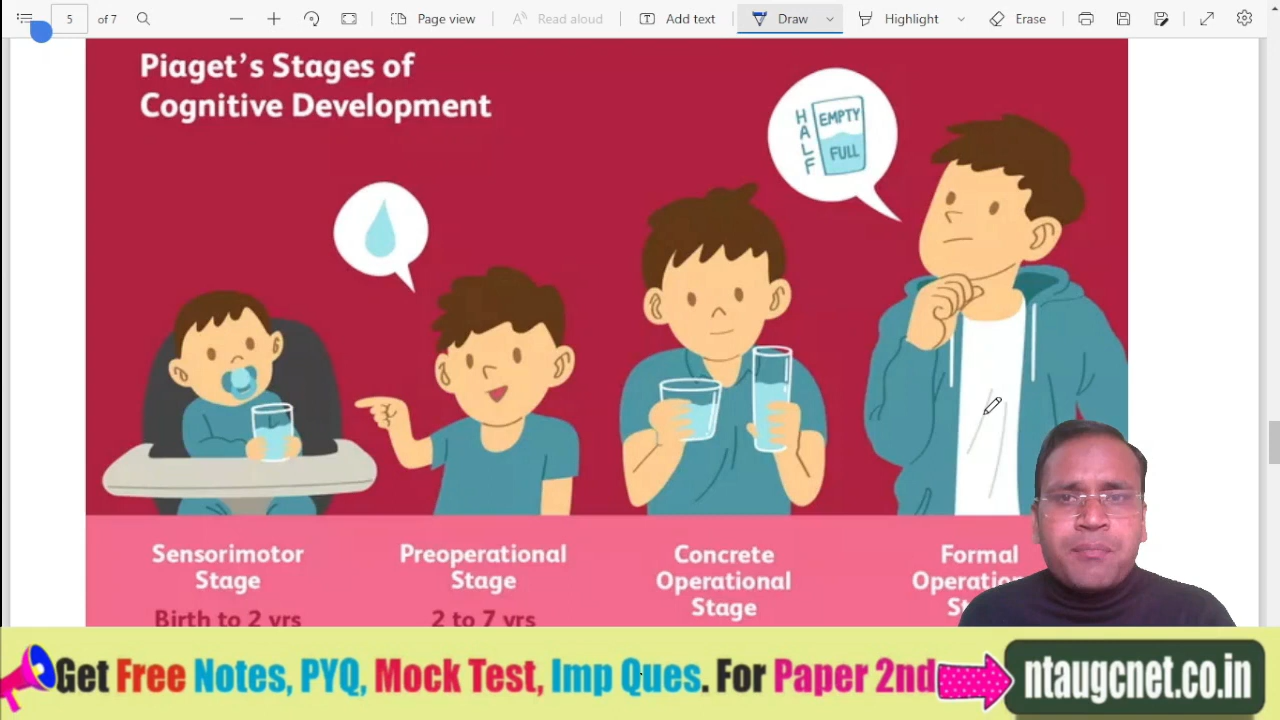 5 of 7
Page view
Read aloud
Add text
Draw
Highlight
Erase
Piaget's Stages of
Cognitive Development
HALF
EMPTY
FULL
Sensorimotor
Stage
Birth to 2 yrs
Preoperational
Stage
2 to 7 yrs
Concrete
Operational
Stage
Formal
Get Free Notes, PYQ, Mock Test, Imp Ques. For Paper 2nd
ntaugcnet.co.in